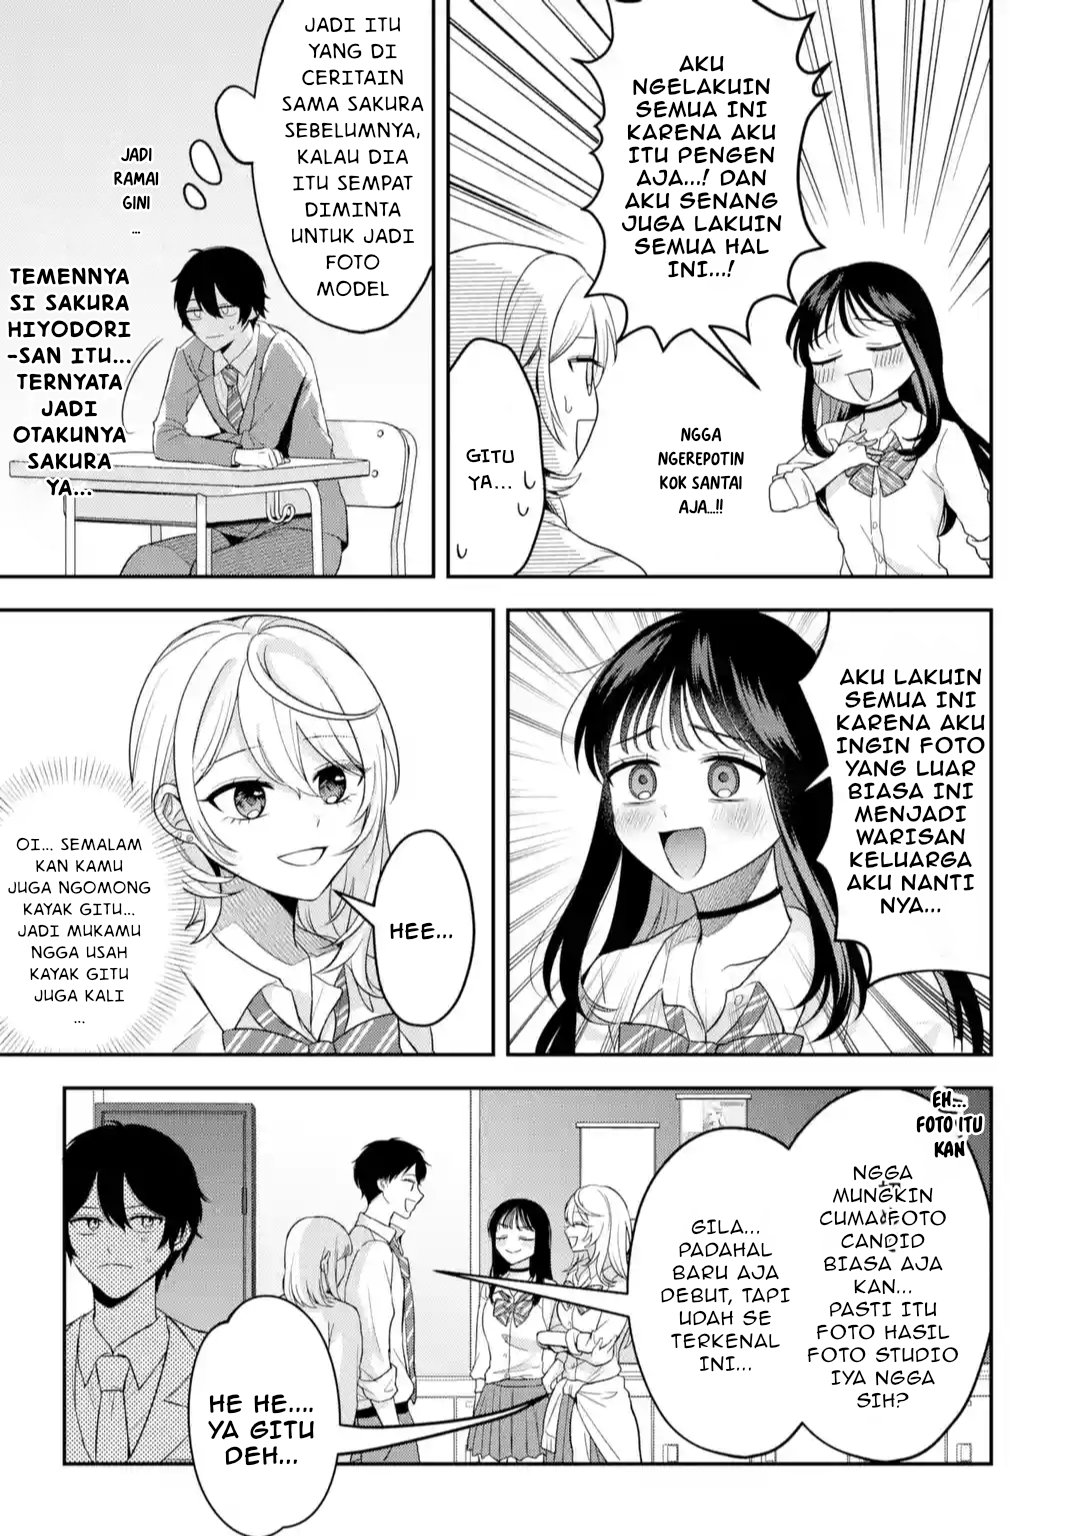 AKU
NGELAKUIN
SEMUA INI
KARENA AKU
ITU PENGEN
AJA...! DAN
AKU SENANG
JUGA LAKUIN
SEMUA HAL
INI...!
NGGA
NGEREPOTIN
KOK SANTAI
AJA...!!
GITU
YA...
JADI ITU
YANG DI
CERITAIN
SAMA SAKURA
SEBELUMNYA,
KALAU DIA
ITU SEMPAT
DIMINTA
UNTUK JADI
FOTO
MODEL
JADI
RAMAI
GINI
...
TEMENNYA
SI SAKURA
HIYODORI
-SAN ITU...
TERNYATA
JADI
OTAKUNYA
SAKURA
YA...
AKU LAKUIN
SEMUA INI
KARENA AKU
INGIN FOTO
YANG LUAR
BIASA INI
MENJADI
WARISAN
KELUARGA
AKU NANTI
NYA...
HEE...
OI... SEMALAM
KAN KAMU
JUGA NGOMONG
KAYAK GITU...
JADI MUKAMU
NGGA USAH
KAYAK GITU
JUGA KALI
...
EH...
FOTO ITU
KAN
NGGA
MUNGKIN
CUMA FOTO
CANDID
BIASA AJA
KAN...
PASTI ITU
FOTO HASIL
FOTO STUDIO
IYA NGGA
SIH?
GILA...
PADAHAL
BARU AJA
DEBUT, TAPI
UDAH SE
TERKENAL
INI...
HE HE....
YA GITU
DEH...